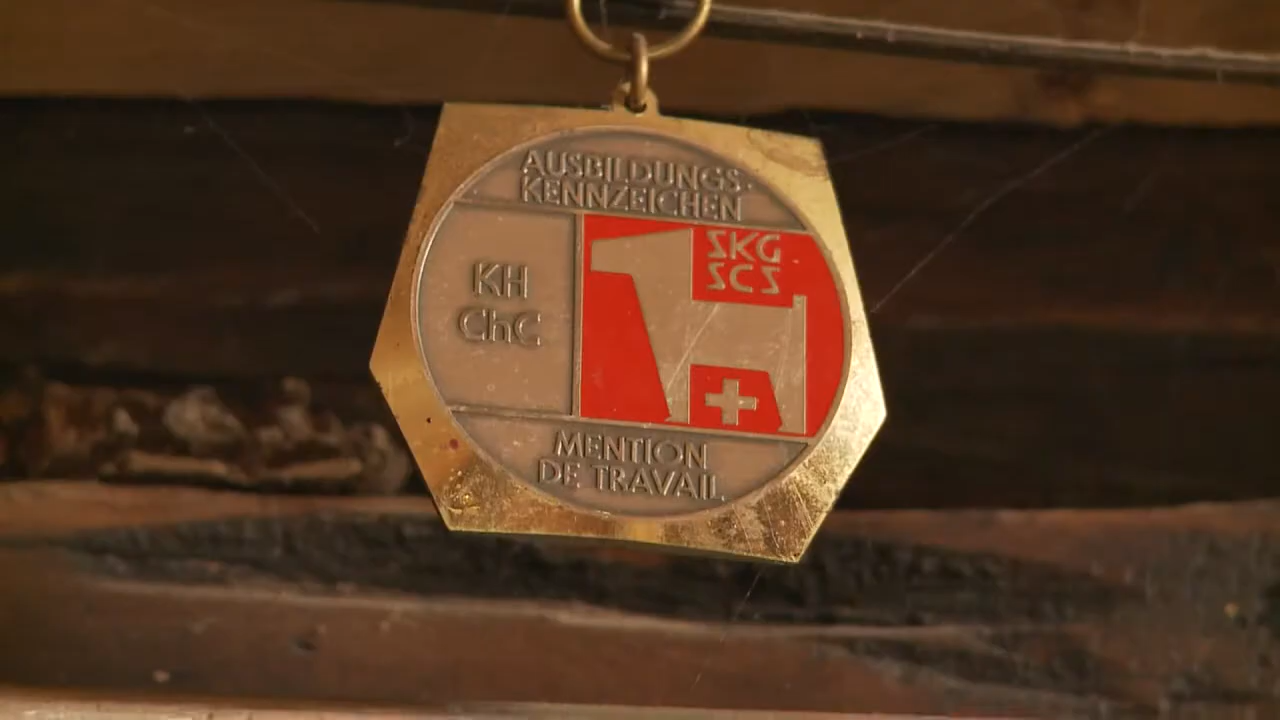 AUSBILDUNGS-
KENNZEICHEN
KH
ChC
SKG
SCS
MENTION
DE TRAVAIL